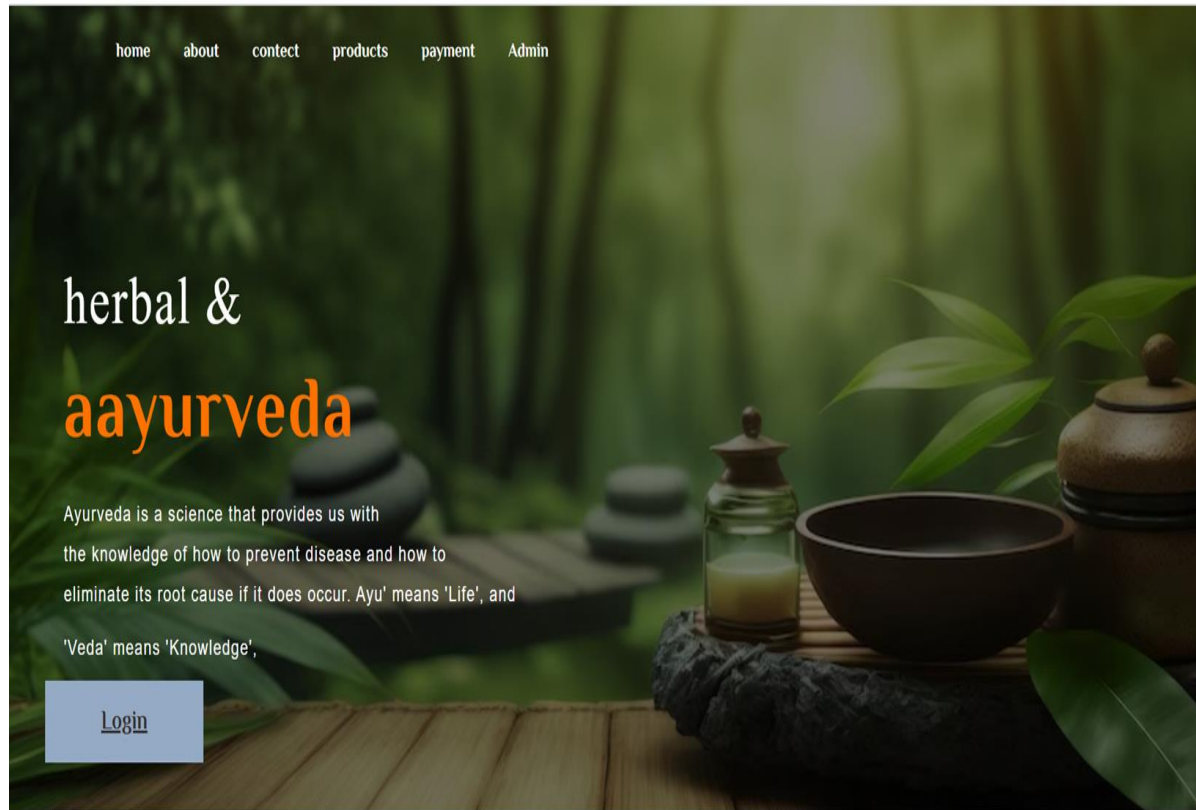 home about contect products payment Admin
herbal &
aayurveda
Ayurveda is a science that provides us with
the knowledge of how to prevent disease and how to
eliminate its root cause if it does occur. Ayu' means 'Life', and
'Veda' means 'Knowledge',
Login